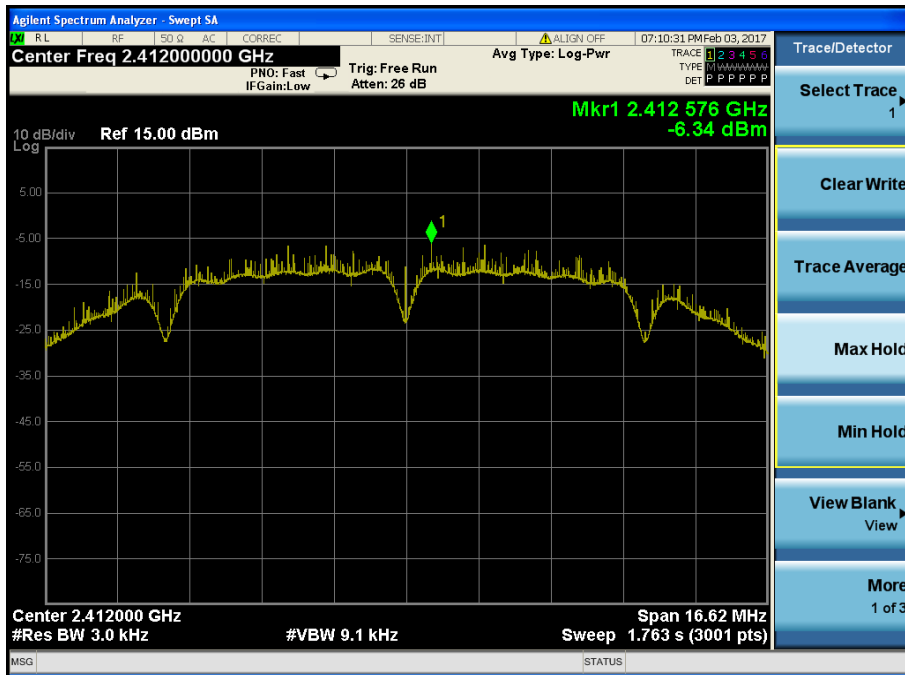 Agilent Spectrum Analyzer - Swept SA
LXI RL RF 50 Ω AC CORREC SENSE:INT ALIGN OFF 07:10:31 PM Feb 03, 2017
Center Freq 2.412000000 GHz
PNO: Fast
IFGain:Low
Trig: Free Run
Atten: 26 dB
Avg Type: Log-Pwr
TRACE 1 2 3 4 5 6
TYPE M W W W W W
DET P P P P P P
Mkr1 2.412 576 GHz
-6.34 dBm
10 dB/div Ref 15.00 dBm
Log
1
5.00
-5.00
-15.0
-25.0
-35.0
-45.0
-55.0
-65.0
-75.0
Center 2.412000 GHz Span 16.62 MHz
#Res BW 3.0 kHz #VBW 9.1 kHz Sweep 1.763 s (3001 pts)
MSG STATUS
Trace/Detector
Select Trace
1
Clear Write
Trace Average
Max Hold
Min Hold
View Blank
View
More
1 of 3